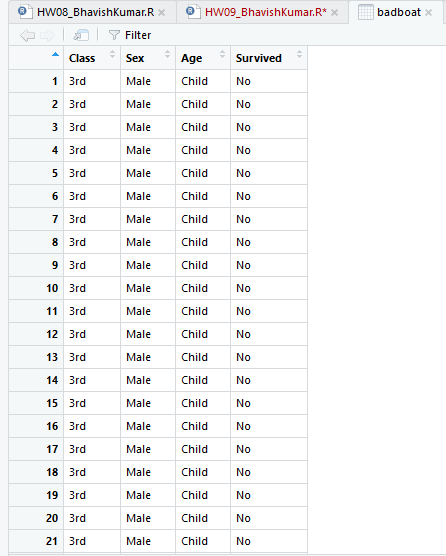 HW08_BhavishKumar.R HW09_BhavishKumar.R* badboat
Filter
Class Sex Age Survived
1 3rd Male Child No
2 3rd Male Child No
3 3rd Male Child No
4 3rd Male Child No
5 3rd Male Child No
6 3rd Male Child No
7 3rd Male Child No
8 3rd Male Child No
9 3rd Male Child No
10 3rd Male Child No
11 3rd Male Child No
12 3rd Male Child No
13 3rd Male Child No
14 3rd Male Child No
15 3rd Male Child No
16 3rd Male Child No
17 3rd Male Child No
18 3rd Male Child No
19 3rd Male Child No
20 3rd Male Child No
21 3rd Male Child No